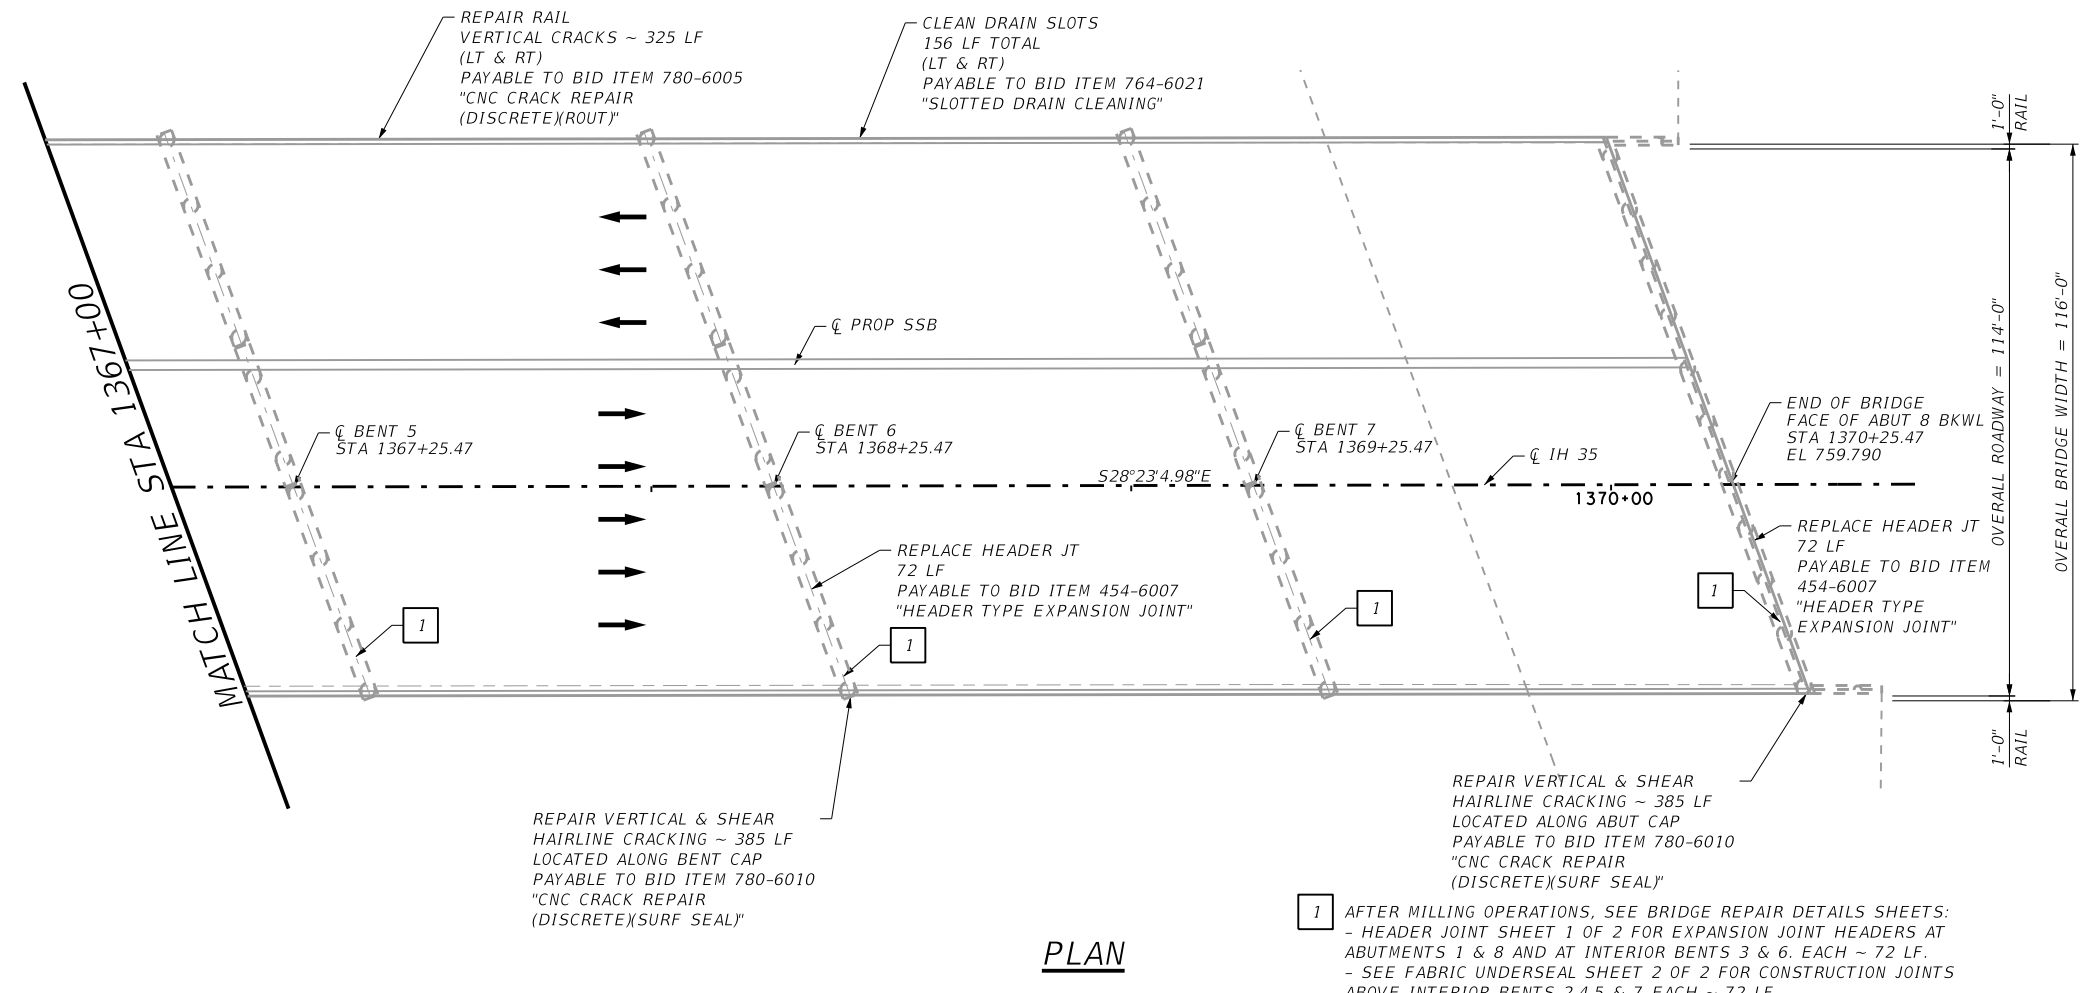 REPAIR RAIL
VERTICAL CRACKS ~ 325 LF
(LT & RT)
PAYABLE TO BID ITEM 780-6005
"CNC CRACK REPAIR
(DISCRETE)(ROUT)"
CLEAN DRAIN SLOTS
156 LF TOTAL
(LT & RT)
PAYABLE TO BID ITEM 764-6021
"SLOTTED DRAIN CLEANING"
1'-0"
RAIL
MATCH LINE STA 1367+00
℄ PROP SSB
℄ BENT 5
STA 1367+25.47
℄ BENT 6
STA 1368+25.47
℄ BENT 7
STA 1369+25.47
S28°23'4.98"E
℄ IH 35
1370+00
END OF BRIDGE
FACE OF ABUT 8 BKWL
STA 1370+25.47
EL 759.790
OVERALL ROADWAY = 114'-0"
OVERALL BRIDGE WIDTH = 116'-0"
REPLACE HEADER JT
72 LF
PAYABLE TO BID ITEM 454-6007
"HEADER TYPE EXPANSION JOINT"
REPLACE HEADER JT
72 LF
PAYABLE TO BID ITEM
454-6007
"HEADER TYPE
EXPANSION JOINT"
1
1
1
1
1'-0"
RAIL
REPAIR VERTICAL & SHEAR
HAIRLINE CRACKING ~ 385 LF
LOCATED ALONG BENT CAP
PAYABLE TO BID ITEM 780-6010
"CNC CRACK REPAIR
(DISCRETE)(SURF SEAL)"
REPAIR VERTICAL & SHEAR
HAIRLINE CRACKING ~ 385 LF
LOCATED ALONG ABUT CAP
PAYABLE TO BID ITEM 780-6010
"CNC CRACK REPAIR
(DISCRETE)(SURF SEAL)"
PLAN
1 AFTER MILLING OPERATIONS, SEE BRIDGE REPAIR DETAILS SHEETS:
- HEADER JOINT SHEET 1 OF 2 FOR EXPANSION JOINT HEADERS AT
ABUTMENTS 1 & 8 AND AT INTERIOR BENTS 3 & 6. EACH ~ 72 LF.
- SEE FABRIC UNDERSEAL SHEET 2 OF 2 FOR CONSTRUCTION JOINTS
ABOVE INTERIOR BENTS 2,4,5 & 7. EACH ~ 72 LF